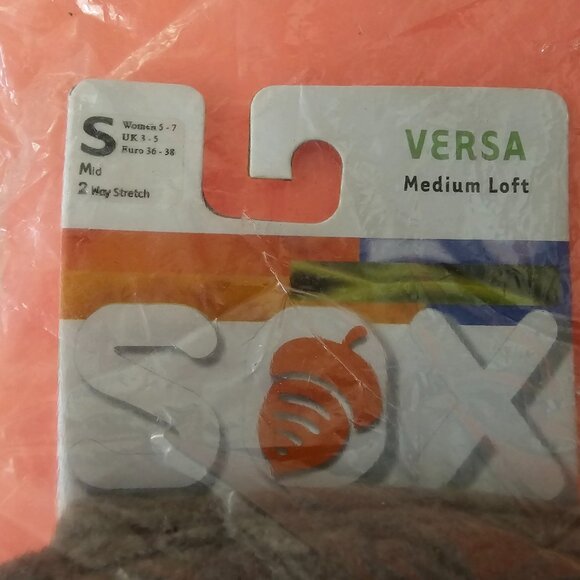 S
Women 5 - 7
UK 3 - 5
Euro 36 - 38
Mid
2 Way Stretch
VERSA
Medium Loft
SOX